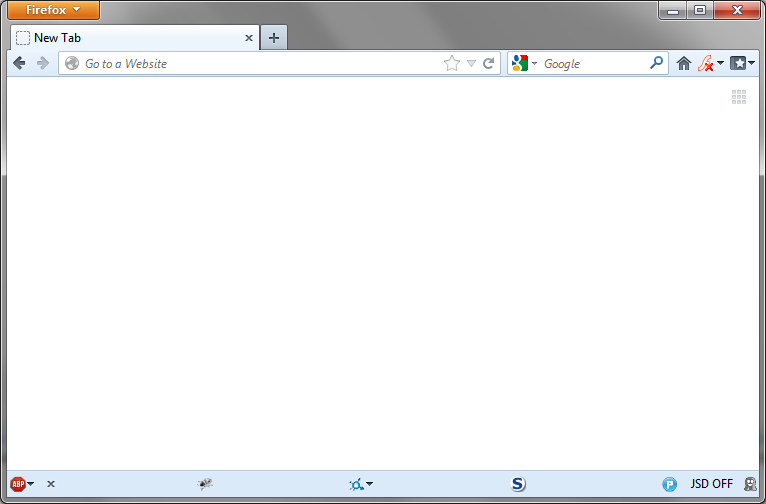 Firefox
New Tab
Go to a Website
Google
ABP
S
P
JSD OFF